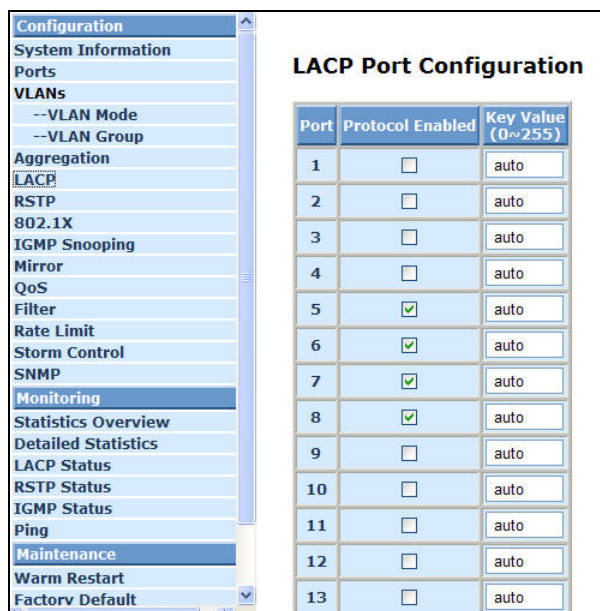 Configuration
System Information
Ports
VLANs
--VLAN Mode
--VLAN Group
Aggregation
LACP
RSTP
802.1X
IGMP Snooping
Mirror
QoS
Filter
Rate Limit
Storm Control
SNMP
Monitoring
Statistics Overview
Detailed Statistics
LACP Status
RSTP Status
IGMP Status
Ping
Maintenance
Warm Restart
Factory Default
LACP Port Configuration
Port Protocol Enabled Key Value (0~255)
1 auto
2 auto
3 auto
4 auto
5 auto
6 auto
7 auto
8 auto
9 auto
10 auto
11 auto
12 auto
13 auto